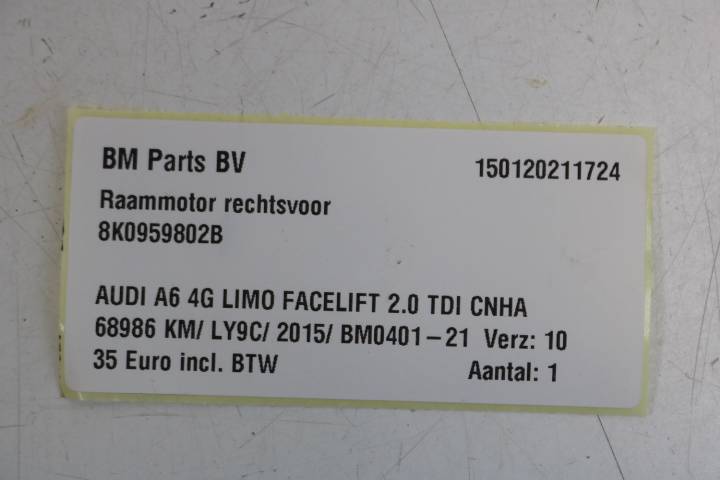 BM Parts BV 150120211724
Raammotor rechtsvoor
8K0959802B
AUDI A6 4G LIMO FACELIFT 2.0 TDI CNHA
68986 KM/ LY9C/ 2015/ BM0401-21 Verz: 10
35 Euro incl. BTW Aantal: 1